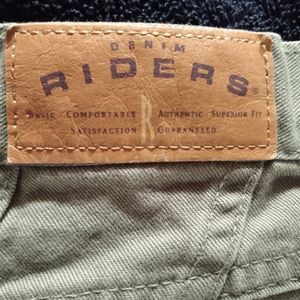 DENIM
RIDERS®
BASIC COMFORTABLE R AUTHENTIC SUPERIOR FIT
SATISFACTION GUARANTEED